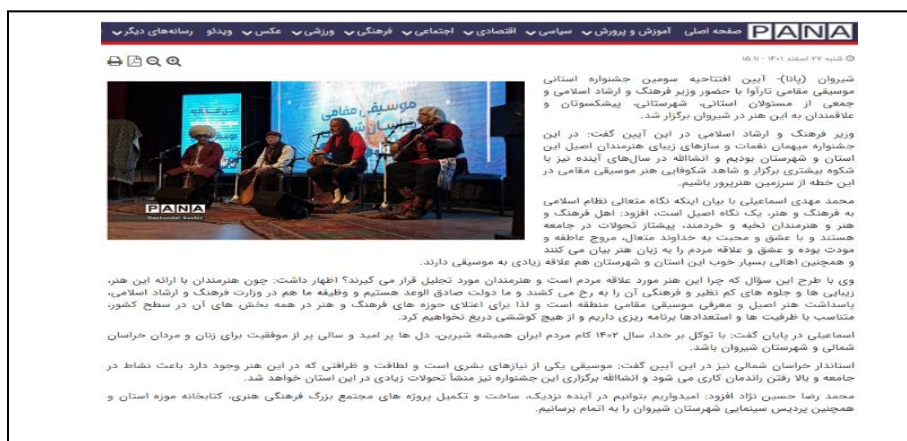 PANA صفحه اصلی آموزش و پرورش سیاسی اقتصادی اجتماعی فرهنگی ورزشی عکس ویدئو رسانه‌های دیگر
شنبه ۲۷ اسفند ۱۴۰۱ - ۱۵:۱۱
شیروان (پانا)- آیین افتتاحیه سومین جشنواره استانی
موسیقی مقامی تارآوا با حضور وزیر فرهنگ و ارشاد اسلامی و
جمعی از مسئولان استانی، شهرستانی، پیشکسوتان و
علاقمندان به این هنر در شیروان برگزار شد.
وزیر فرهنگ و ارشاد اسلامی در این آیین گفت: در این
جشنواره میهمان نغمات و سازهای زیبای هنرمندان اصیل این
استان و شهرستان بودیم و انشاالله در سال‌های آینده نیز با
شکوه بیشتری برگزار و شاهد شکوفایی هنر موسیقی مقامی در
این خطه از سرزمین هنرپرور باشیم.
محمد مهدی اسماعیلی با بیان اینکه نگاه متعالی نظام اسلامی
به فرهنگ و هنر، یک نگاه اصیل است، افزود: اهل فرهنگ و
هنر و هنرمندان نخبه و خردمند، پیشتاز تحولات در جامعه
هستند و با عشق و محبت به خداوند متعال، مروج عاطفه و
مودت بوده و عشق و علاقه مردم را به زبان هنر بیان می کنند
و همچنین اهالی بسیار خوب این استان و شهرستان هم علاقه زیادی به موسیقی دارند.
وی با طرح این سؤال که چرا این هنر مورد علاقه مردم است و هنرمندان مورد تجلیل قرار می گیرند؟ اظهار داشت: چون هنرمندان با ارائه این هنر،
زیبایی ها و جلوه های کم نظیر و فرهنگی آن را به رخ می کشند و ما دولت صادق الوعد هستیم و وظیفه ما هم در وزارت فرهنگ و ارشاد اسلامی،
پاسداشت هنر اصیل و معرفی موسیقی مقامی منطقه است و لذا برای اعتلای حوزه های فرهنگ و هنر در همه بخش های آن در سطح کشور،
متناسب با ظرفیت ها و استعدادها برنامه ریزی داریم و از هیچ کوششی دریغ نخواهیم کرد.
اسماعیلی در پایان گفت: با توکل بر خدا، سال ۱۴۰۲ کام مردم ایران همیشه شیرین، دل ها پر امید و سالی پر از موفقیت برای زنان و مردان خراسان
شمالی و شهرستان شیروان باشد.
استاندار خراسان شمالی نیز در این آیین گفت: موسیقی یکی از نیازهای بشری است و لطافت و ظرافتی که در این هنر وجود دارد باعث نشاط در
جامعه و بالا رفتن راندمان کاری می شود و انشاالله برگزاری این جشنواره نیز منشأ تحولات زیادی در این استان خواهد شد.
محمد رضا حسین نژاد افزود: امیدواریم بتوانیم در آینده نزدیک، ساخت و تکمیل پروژه های مجتمع بزرگ فرهنگی هنری، کتابخانه موزه استان و
همچنین پردیس سینمایی شهرستان شیروان را به اتمام برسانیم.
موسیقی مقامی
PANA